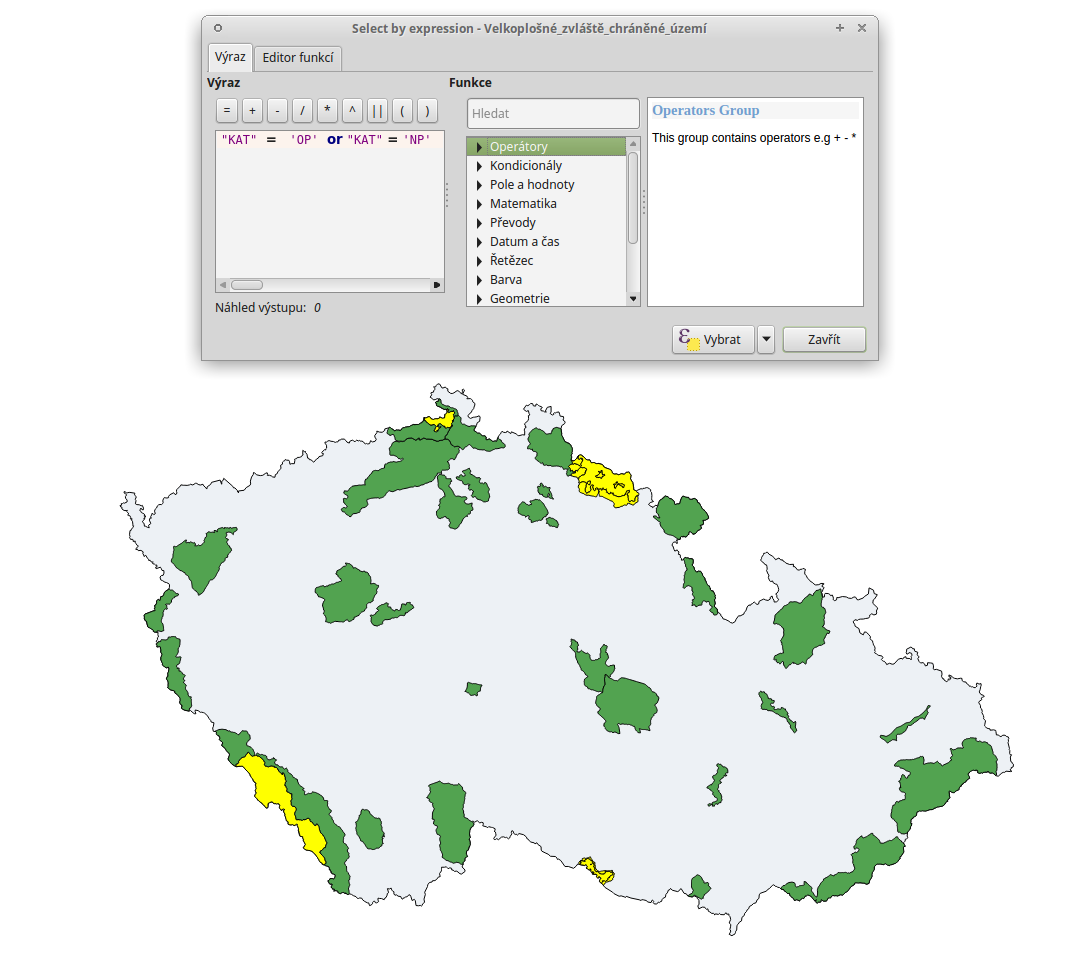 Select by expression - Velkoplošné_zvláště_chráněné_území
Výraz
Editor funkcí
Výraz
= + - / * ^ || ( )
"KAT" = 'OP' or "KAT" = 'NP'
Náhled výstupu: 0
Funkce
Hledat
Operátory
Kondicionály
Pole a hodnoty
Matematika
Převody
Datum a čas
Řetězec
Barva
Geometrie
Operators Group
This group contains operators e.g + - *
Vybrat
Zavřít